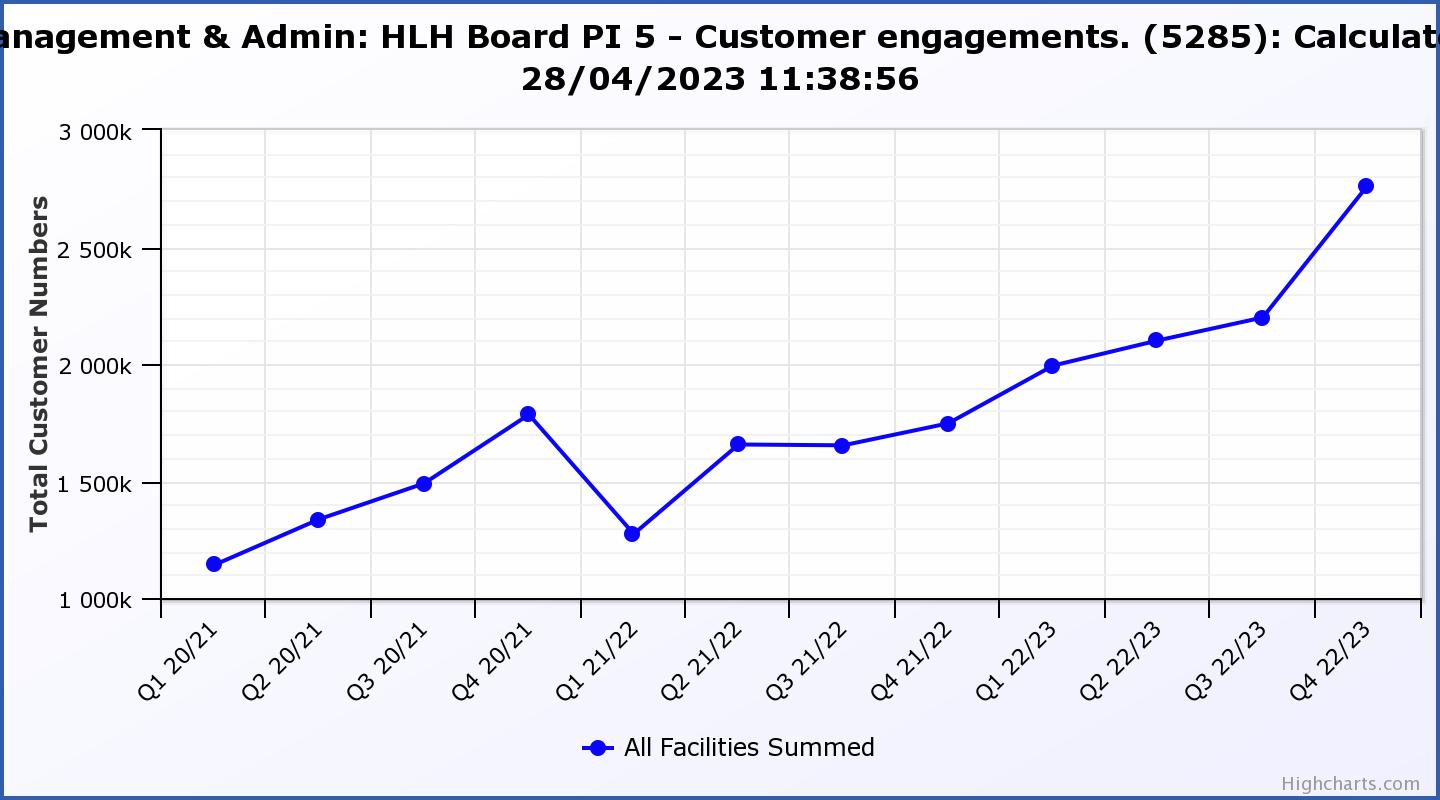 anagement & Admin: HLH Board PI 5 – Customer engagements. (5285): Calculat
28/04/2023 11:38:56
Total Customer Numbers
3 000k
2 500k
2 000k
1 500k
1 000k
Q1 20/21
Q2 20/21
Q3 20/21
Q4 20/21
Q1 21/22
Q2 21/22
Q3 21/22
Q4 21/22
Q1 22/23
Q2 22/23
Q3 22/23
Q4 22/23
All Facilities Summed
Highcharts.com